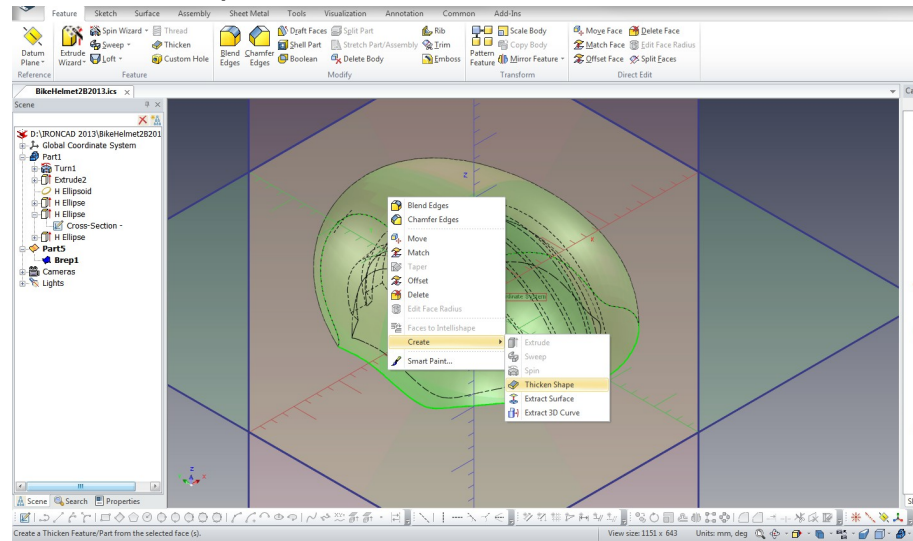 Feature Sketch Surface Assembly Sheet Metal Tools Visualization Annotation Common Add-Ins
Datum Plane
Extrude Wizard
Spin Wizard
Sweep
Loft
Thread
Thicken
Custom Hole
Blend Edges
Chamfer Edges
Draft Faces
Shell Part
Boolean
Split Part
Stretch Part/Assembly
Delete Body
Rib
Trim
Emboss
Pattern Feature
Scale Body
Copy Body
Mirror Feature
Move Face
Match Face
Offset Face
Delete Face
Edit Face Radius
Split Faces
Reference Feature Modify Transform Direct Edit
BikeHelmet2B2013.ics
Scene
D:\IRONCAD 2013\BikeHelmet2B201
Global Coordinate System
Part1
Turn1
Extrude2
H Ellipsoid
H Ellipse
H Ellipse
Cross-Section -
H Ellipse
Part5
Brep1
Cameras
Lights
z
x
Blend Edges
Chamfer Edges
Move
Match
Taper
Offset
Delete
Edit Face Radius
Faces to Intellishape
Create
Smart Paint...
Extrude
Sweep
Spin
Thicken Shape
Extract Surface
Extract 3D Curve
z
x
Scene Search Properties
Create a Thicken Feature/Part from the selected face (s).
View size:1151 x 643 Units: mm, deg